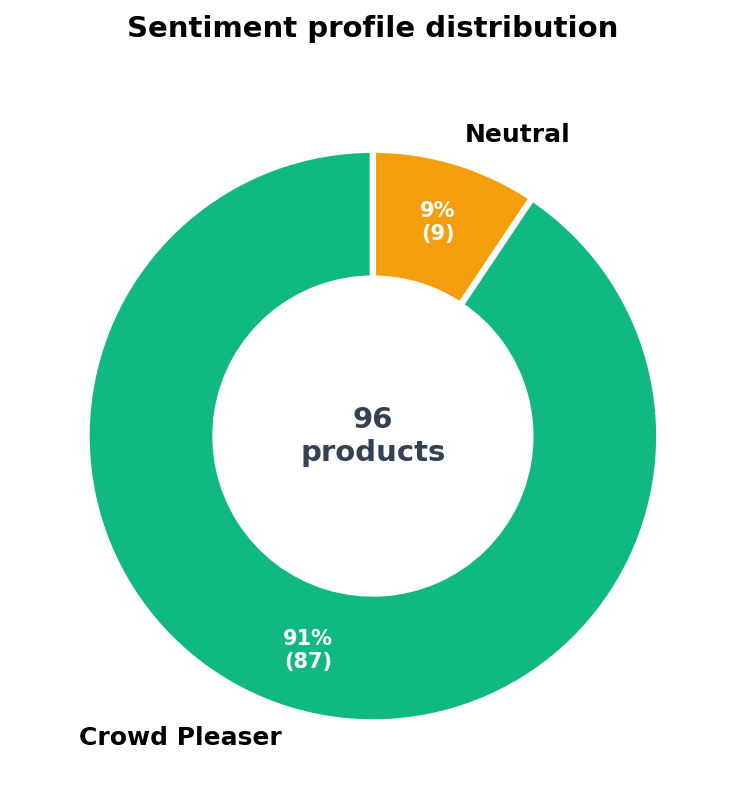 Sentiment profile distribution
Neutral
9%
(9)
96
products
91%
(87)
Crowd Pleaser